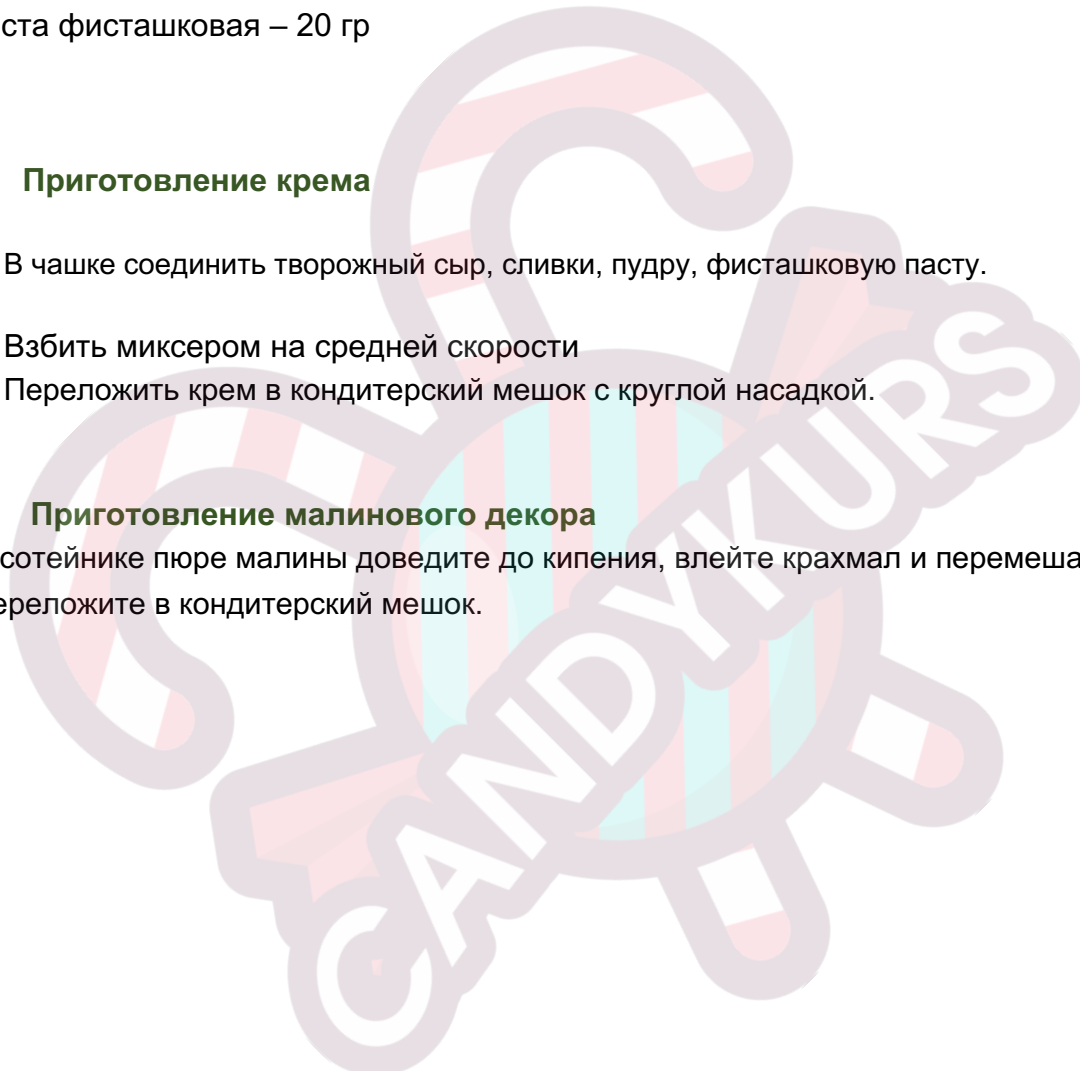 ста фисташковая – 20 гр
Приготовление крема
В чашке соединить творожный сыр, сливки, пудру, фисташковую пасту.
Взбить миксером на средней скорости
Переложить крем в кондитерский мешок с круглой насадкой.
Приготовление малинового декора
сотейнике пюре малины доведите до кипения, влейте крахмал и перемеша
ереложите в кондитерский мешок.
CANDYKURS